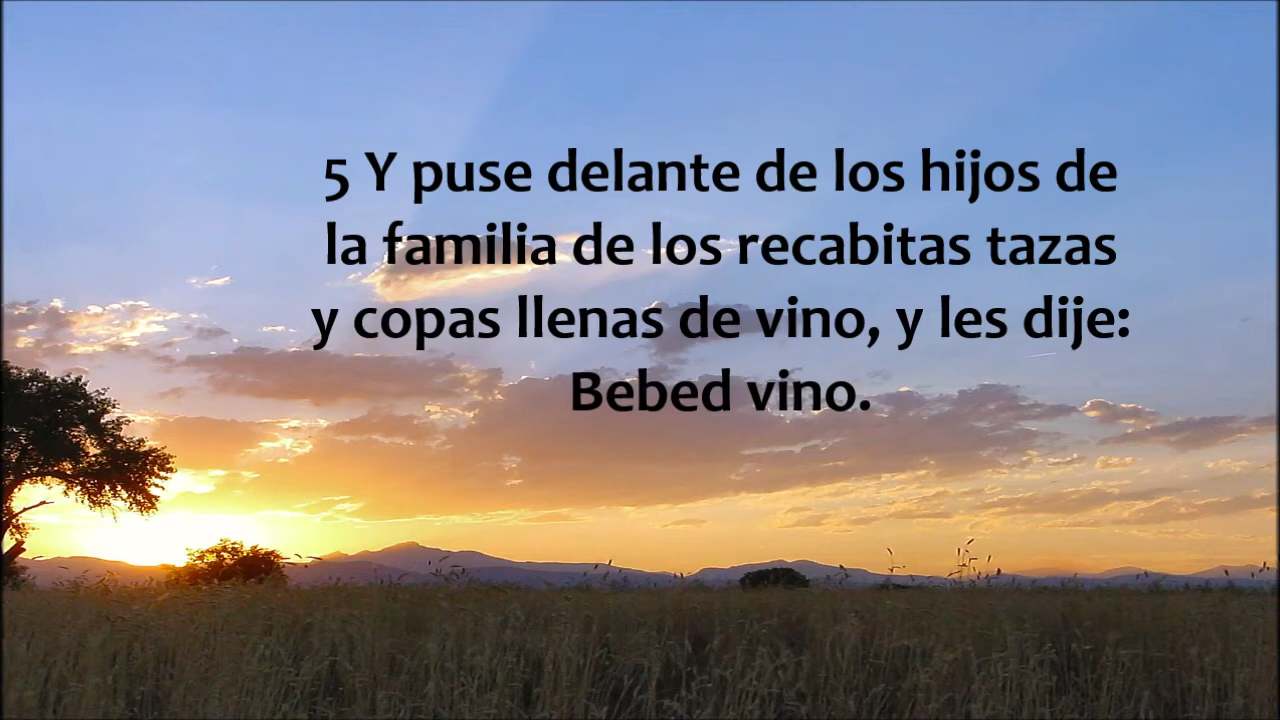 5 Y puse delante de los hijos de
la familia de los recabitas tazas
y copas llenas de vino, y les dije:
Bebed vino.